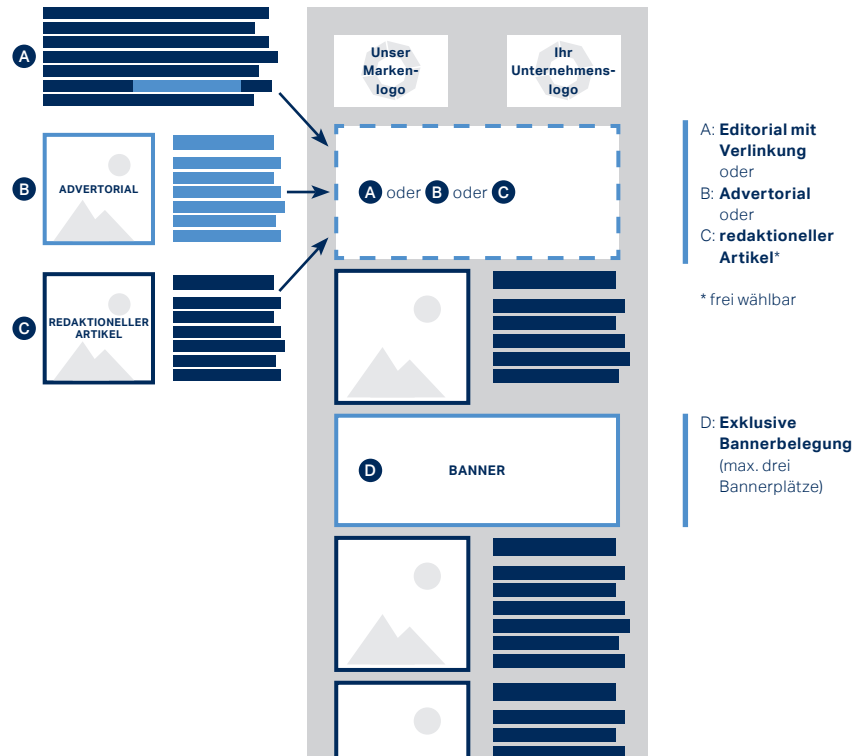 A
B
ADVERTORIAL
C
REDAKTIONELLER
ARTIKEL
Unser
Marken-
logo
Ihr
Unternehmens-
logo
A oder B oder C
D
BANNER
A: Editorial mit
Verlinkung
oder
B: Advertorial
oder
C: redaktioneller
Artikel*
* frei wählbar
D: Exklusive
Bannerbelegung
(max. drei
Bannerplätze)